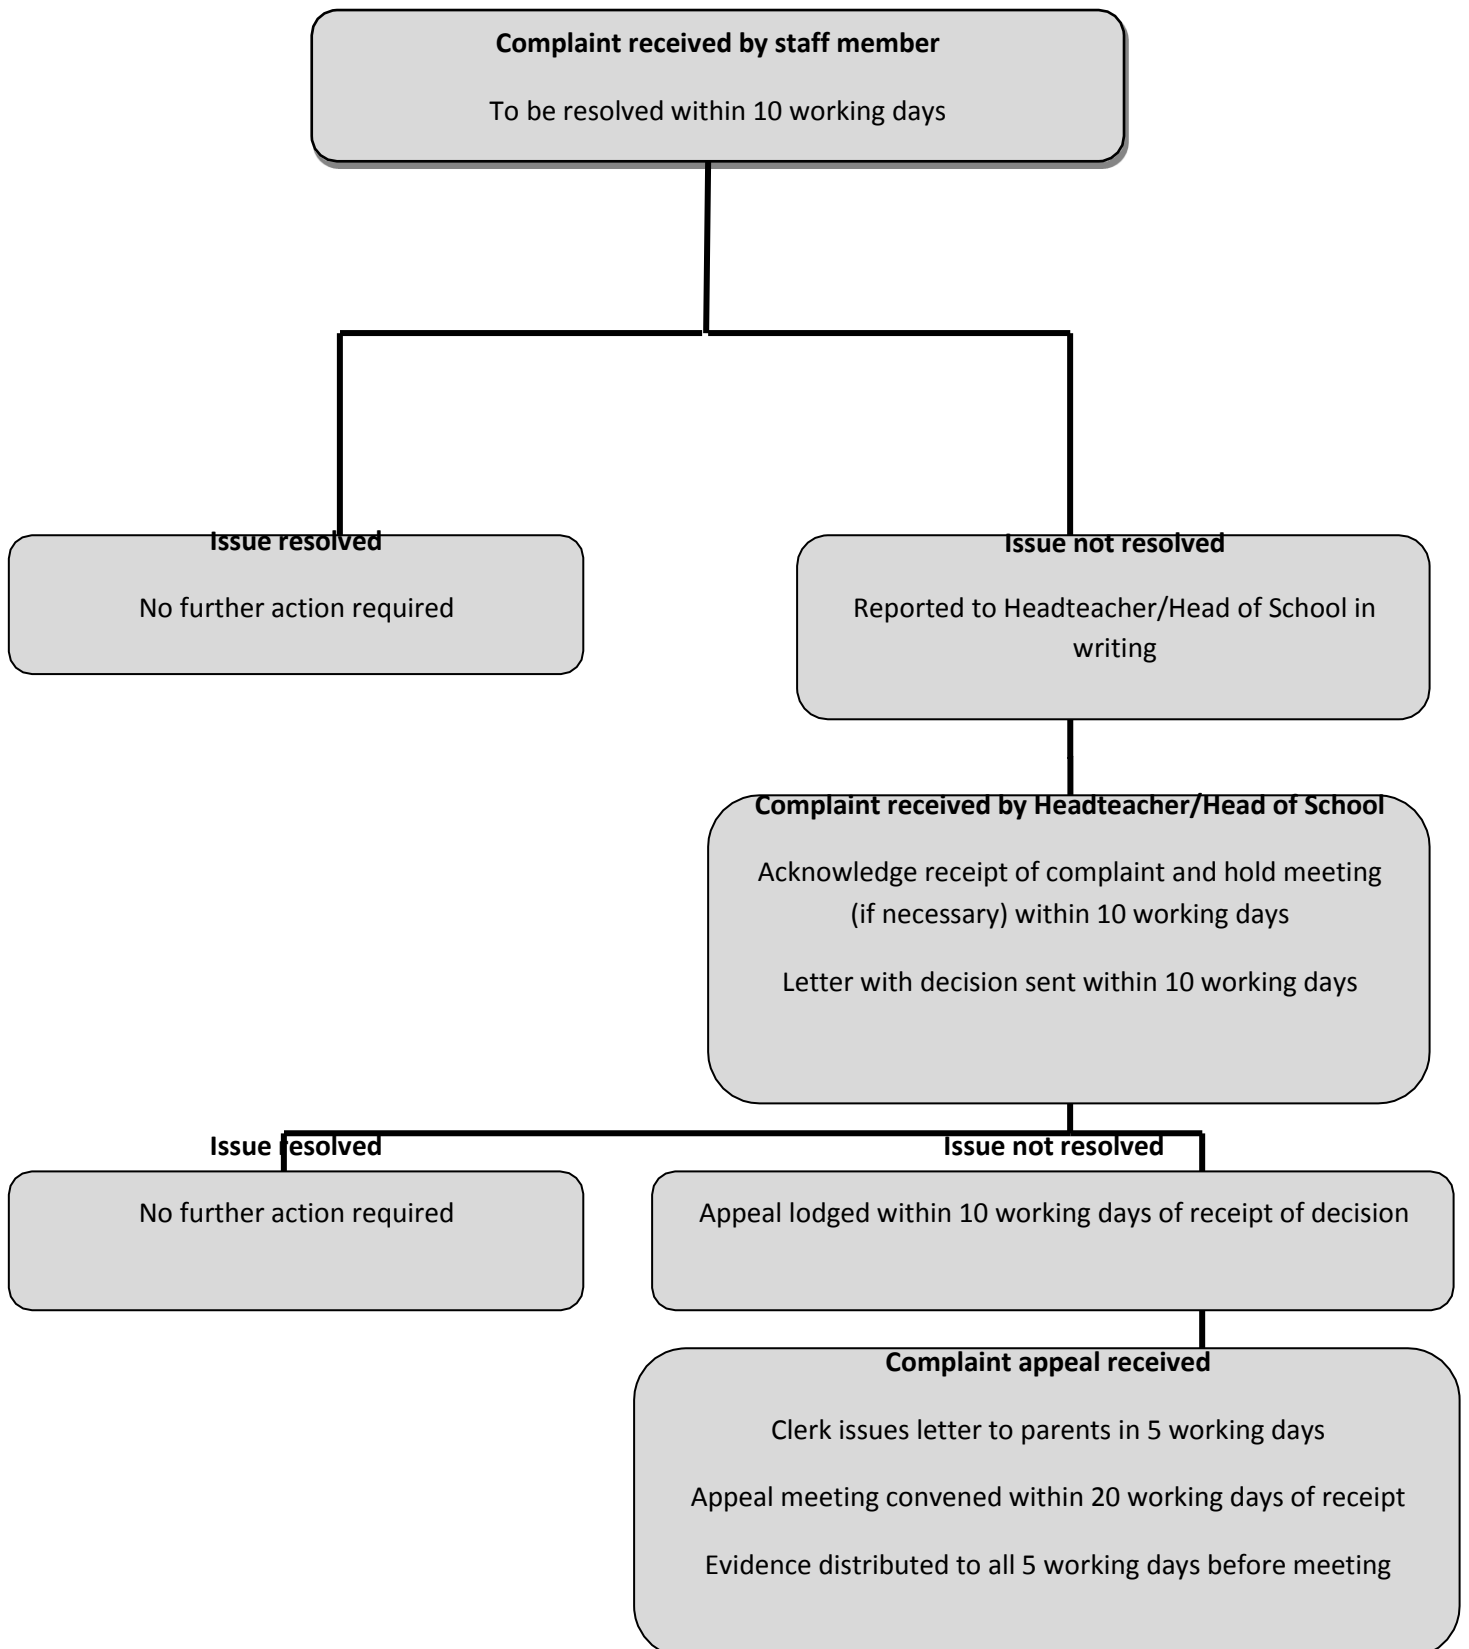 Complaint received by staff member
To be resolved within 10 working days
Issue resolved
No further action required
Issue not resolved
Reported to Headteacher/Head of School in
writing
Complaint received by Headteacher/Head of School
Acknowledge receipt of complaint and hold meeting
(if necessary) within 10 working days
Letter with decision sent within 10 working days
Issue resolved
No further action required
Issue not resolved
Appeal lodged within 10 working days of receipt of decision
Complaint appeal received
Clerk issues letter to parents in 5 working days
Appeal meeting convened within 20 working days of receipt
Evidence distributed to all 5 working days before meeting